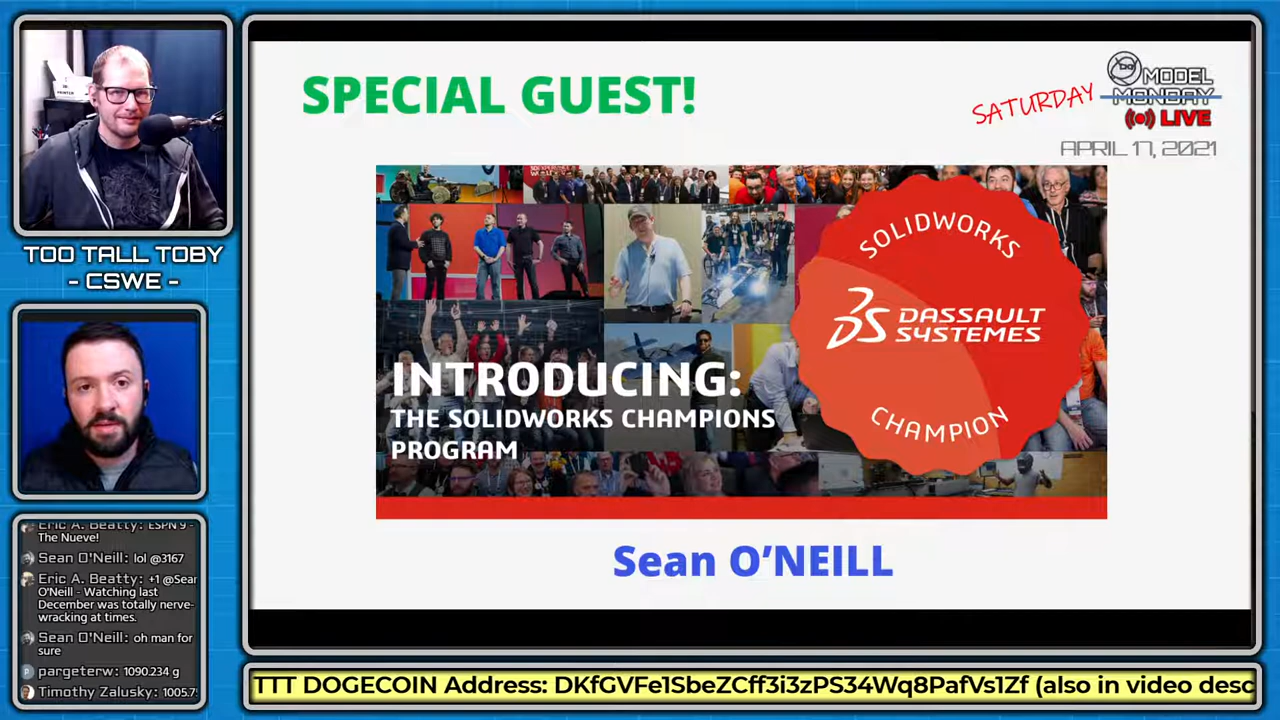 TOO TALL TOBY
- CSWE -
Eric A. Beatty: ESPN 9 -
The Nueve!
Sean O'Neill: lol @3167
Eric A. Beatty: +1 @Sean
O'Neill - Watching last
December was totally nerve-
wracking at times.
Sean O'Neill: oh man for
sure
pargeterw: 1090.234 g
Timothy Zalusky: 1005.7
SPECIAL GUEST!
SATURDAY
MODEL
MONDAY
LIVE
APRIL 17, 2021
INTRODUCING:
THE SOLIDWORKS CHAMPIONS
PROGRAM
SOLIDWORKS
DASSAULT
SYSTEMES
CHAMPION
Sean O’NEILL
TTT DOGECOIN Address: DKfGVFe1SbeZCff3i3zPS34Wq8PafVs1Zf (also in video desc